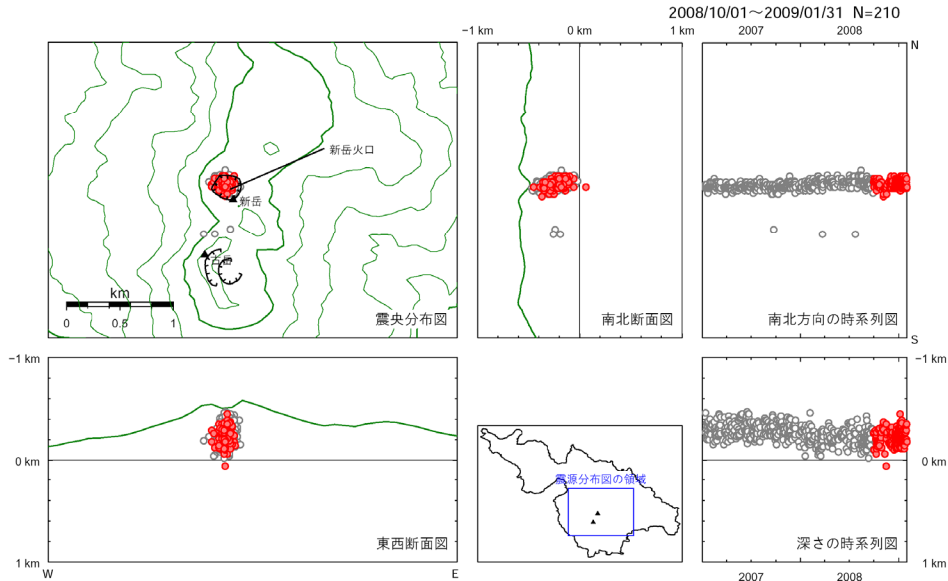 2008/10/01～2009/01/31 N=210
−1 km 0 km 1 km
2007 2008
N
新岳火口
新岳
古岳
km
0 0.5 1
震央分布図
南北断面図
南北方向の時系列図
S
−1 km
0 km
1 km
東西断面図
W E
震源分布図の領域
−1 km
0 km
1 km
深さの時系列図
2007 2008